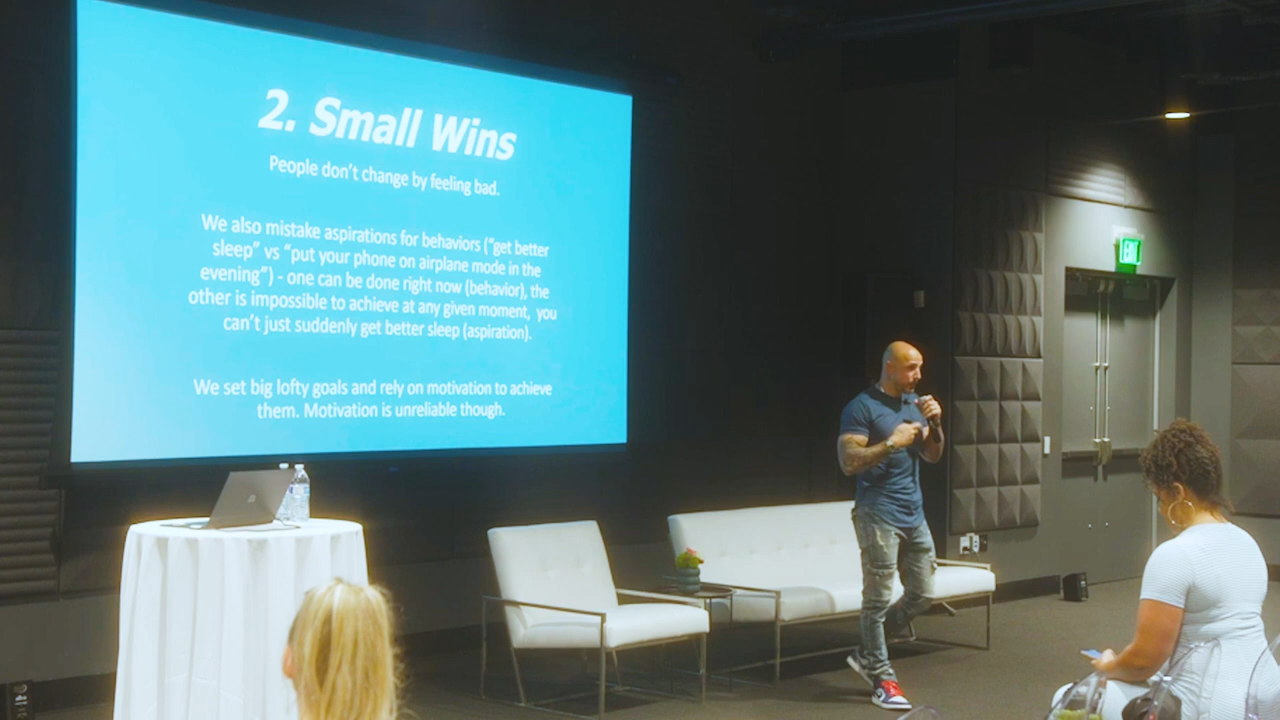 2. Small Wins
People don't change by feeling bad.
We also mistake aspirations for behaviors ("get better
sleep" vs "put your phone on airplane mode in the
evening") - one can be done right now (behavior), the
other is impossible to achieve at any given moment, you
can't just suddenly get better sleep (aspiration).
We set big lofty goals and rely on motivation to achieve
them. Motivation is unreliable though.
EXIT